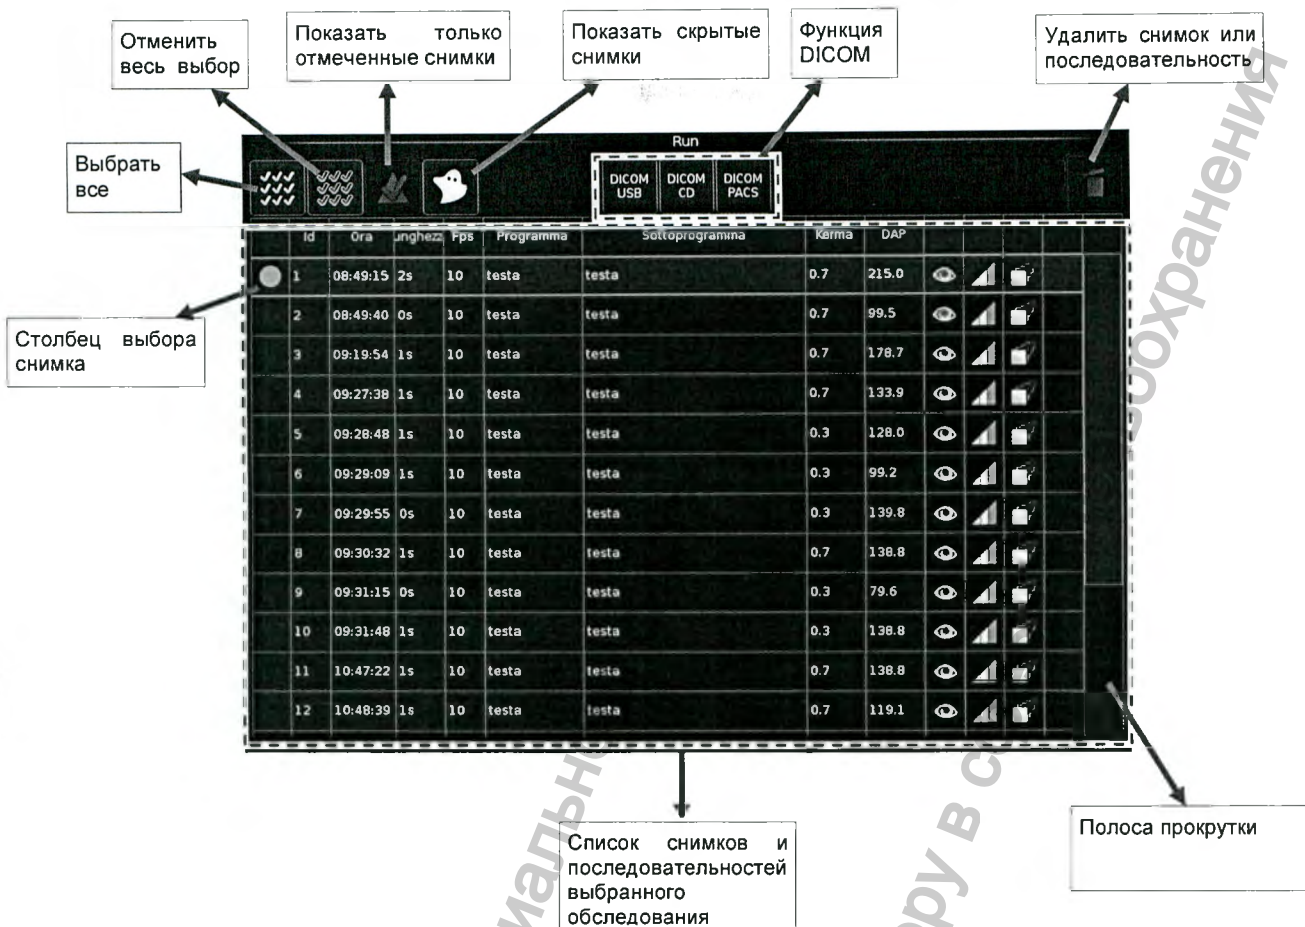 Отменить
весь выбор
Показать только
отмеченные снимки
Показать скрытые
снимки
Функция
DICOM
Удалить снимок или
последовательность
Выбрать
все
Run
DICOM
USB
DICOM
CD
DICOM
PACS
Id Ora unghezz Fps Programma Sottoprogramma Kerma DAP
1 08:49:15 2s 10 testa testa 0.7 215.0
2 08:49:40 0s 10 testa testa 0.7 99.5
3 09:19:54 1s 10 testa testa 0.7 178.7
4 09:27:38 1s 10 testa testa 0.7 133.9
5 09:28:48 1s 10 testa testa 0.3 128.0
6 09:29:09 1s 10 testa testa 0.3 99.2
7 09:29:55 0s 10 testa testa 0.3 139.8
8 09:30:32 1s 10 testa testa 0.7 138.8
9 09:31:15 0s 10 testa testa 0.3 79.6
10 09:31:48 1s 10 testa testa 0.3 138.8
11 10:47:22 1s 10 testa testa 0.7 138.8
12 10:48:39 1s 10 testa testa 0.7 119.1
Столбец выбора
снимка
Список снимков и
последовательностей
выбранного
обследования
Полоса прокрутки